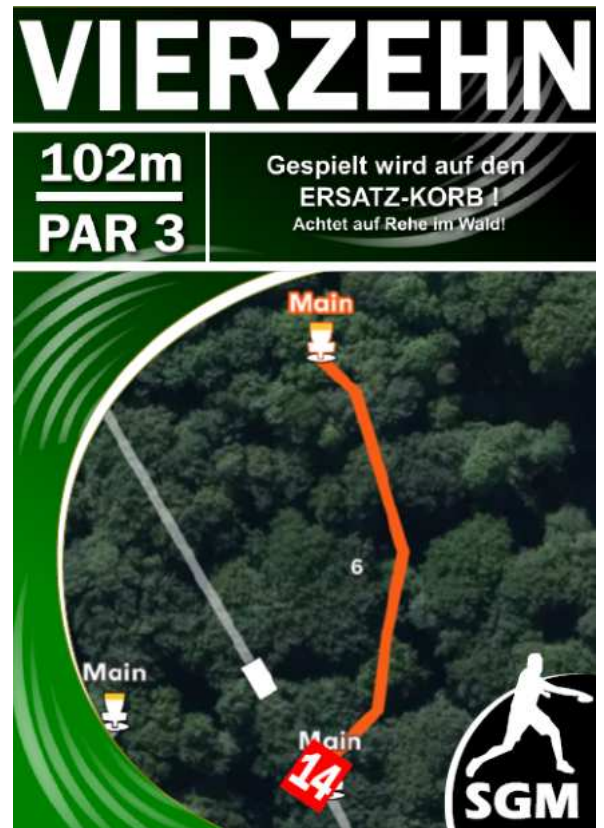 VIERZEHN
102m
PAR 3
Gespielt wird auf den
ERSATZ-KORB !
Achtet auf Rehe im Wald!
Main
6
Main
Main
14
SGM